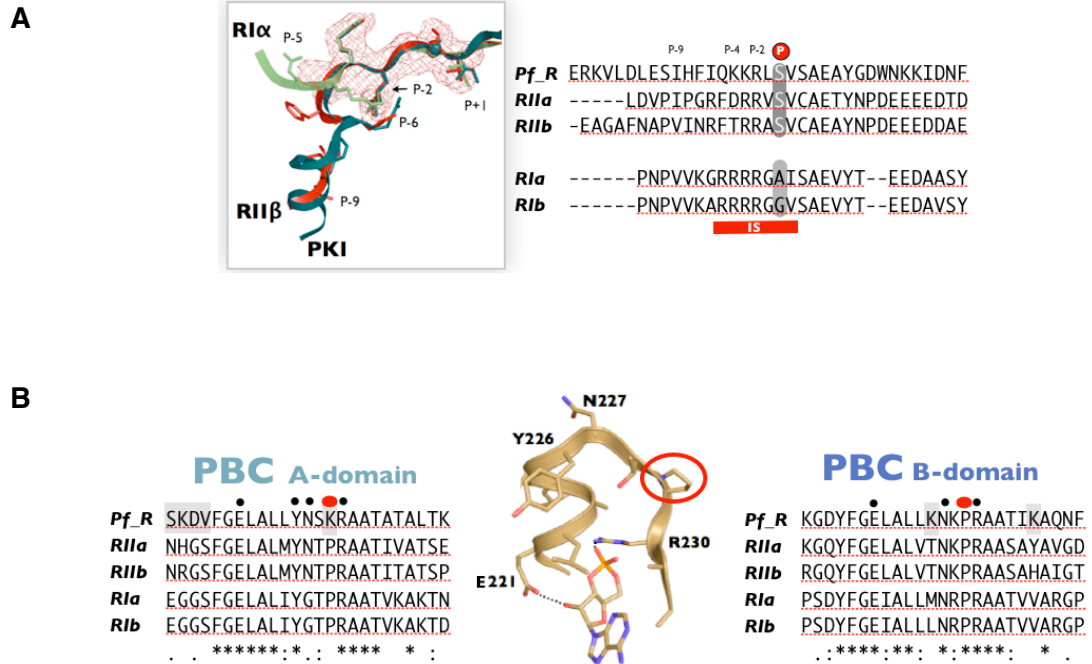 A
RIα
P-5
P-2
P+1
P-6
P-9
RIIβ
PKI
P-9 P-4 P-2 P
Pf_R ERKVLDLESIHFIQKKRLSVSAEAYGDWNKKIDNF
RIIa -----LDVPIPGRFDRRVSVCAETYNPDEEEEDTD
RIIb -EAGAFNAPVINRFTRRASVCAEAYNPDEEEDDAE
RIa ------PNPVVKGRRRRGAISAEVYT--EEDAASY
RIb ------PNPVVKARRRRGGVSAEVYT--EEDAVSY
IS
B
PBC A-domain
Pf_R SKDVFGELALLYNSKRAATATALTK
RIIa NHGSFGELALMYNTPRAATIVATSE
RIIb NRGSFGELALMYNTPRAATITATSP
RIa EGGSFGELALIYGTPRAATVKAKTN
RIb EGGSFGELALIYGTPRAATVKAKTD
. . ******:*.: **** * :
N227
Y226
R230
E221
PBC B-domain
Pf_R KGDYFGELALLKNKPRAATIKAQNF
RIIa KGQYFGELALVTNKPRAASAYAVGD
RIIb RGQYFGELALVTNKPRAASAHAIGT
RIa PSDYFGEIALLMNRPRAATVVARGP
RIb PSDYFGEIALLLNRPRAATVVARGP
.:****:**: *:****: * .